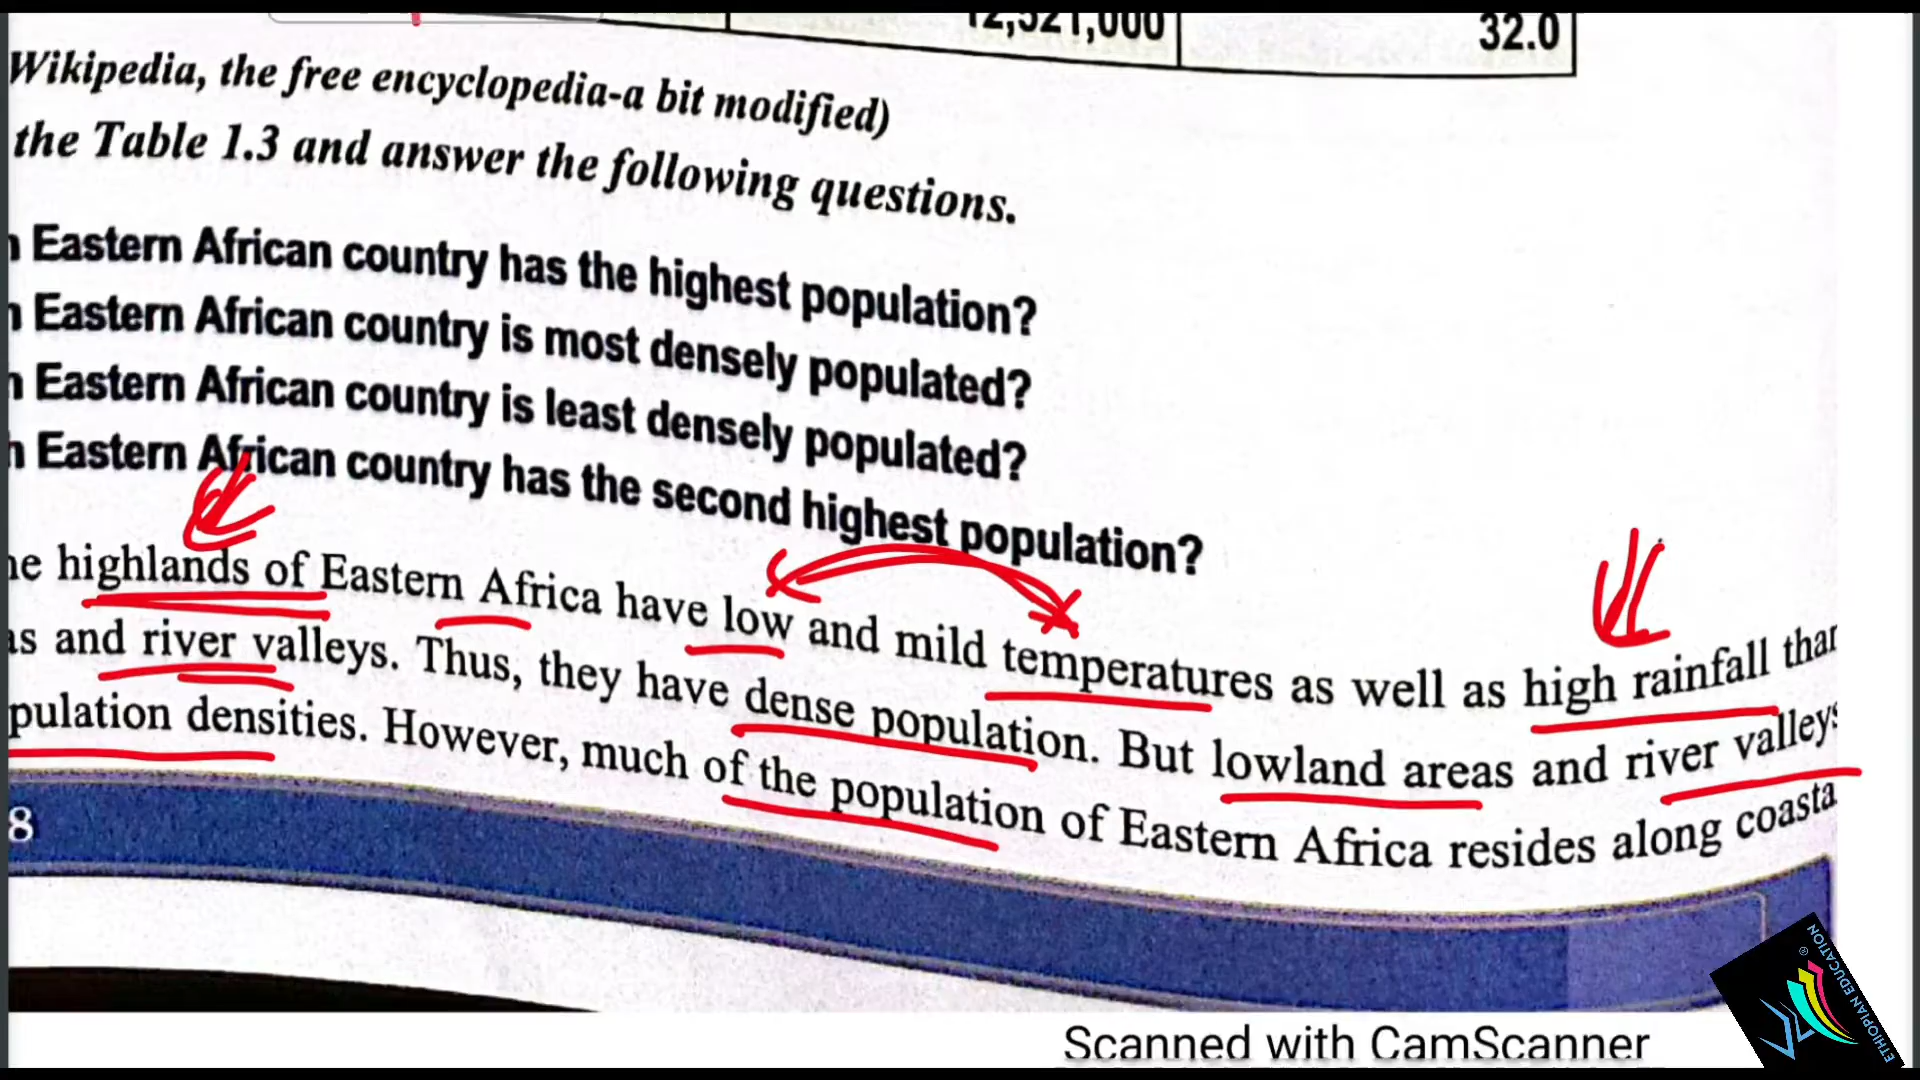 12,521,000 32.0
Wikipedia, the free encyclopedia-a bit modified)
the Table 1.3 and answer the following questions.
Eastern African country has the highest population?
Eastern African country is most densely populated?
Eastern African country is least densely populated?
Eastern African country has the second highest population?
highlands of Eastern Africa have low and mild temperatures as well as high rainfall than
and river valleys. Thus, they have dense population. But lowland areas and river valleys
pulation densities. However, much of the population of Eastern Africa resides along coasta
8
ETHIOPIAN EDUCATION
Scanned with CamScanner